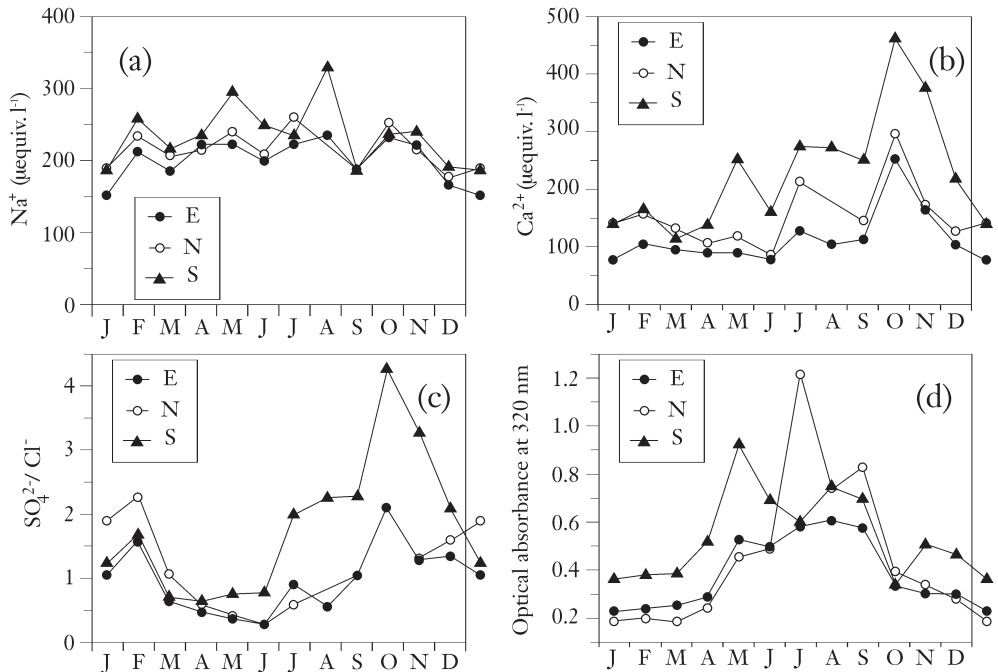 400
300
200
100
0
Na⁺ (µequiv. l⁻¹)
(a)
E
N
S
J F M A M J J A S O N D
500
400
300
200
100
0
Ca²⁺ (µequiv. l⁻¹)
(b)
E
N
S
J F M A M J J A S O N D
4
3
2
1
0
SO₄²⁻/ Cl⁻
(c)
E
N
S
J F M A M J J A S O N D
1.2
1.0
0.8
0.6
0.4
0.2
Optical absorbance at 320 nm
(d)
E
N
S
J F M A M J J A S O N D